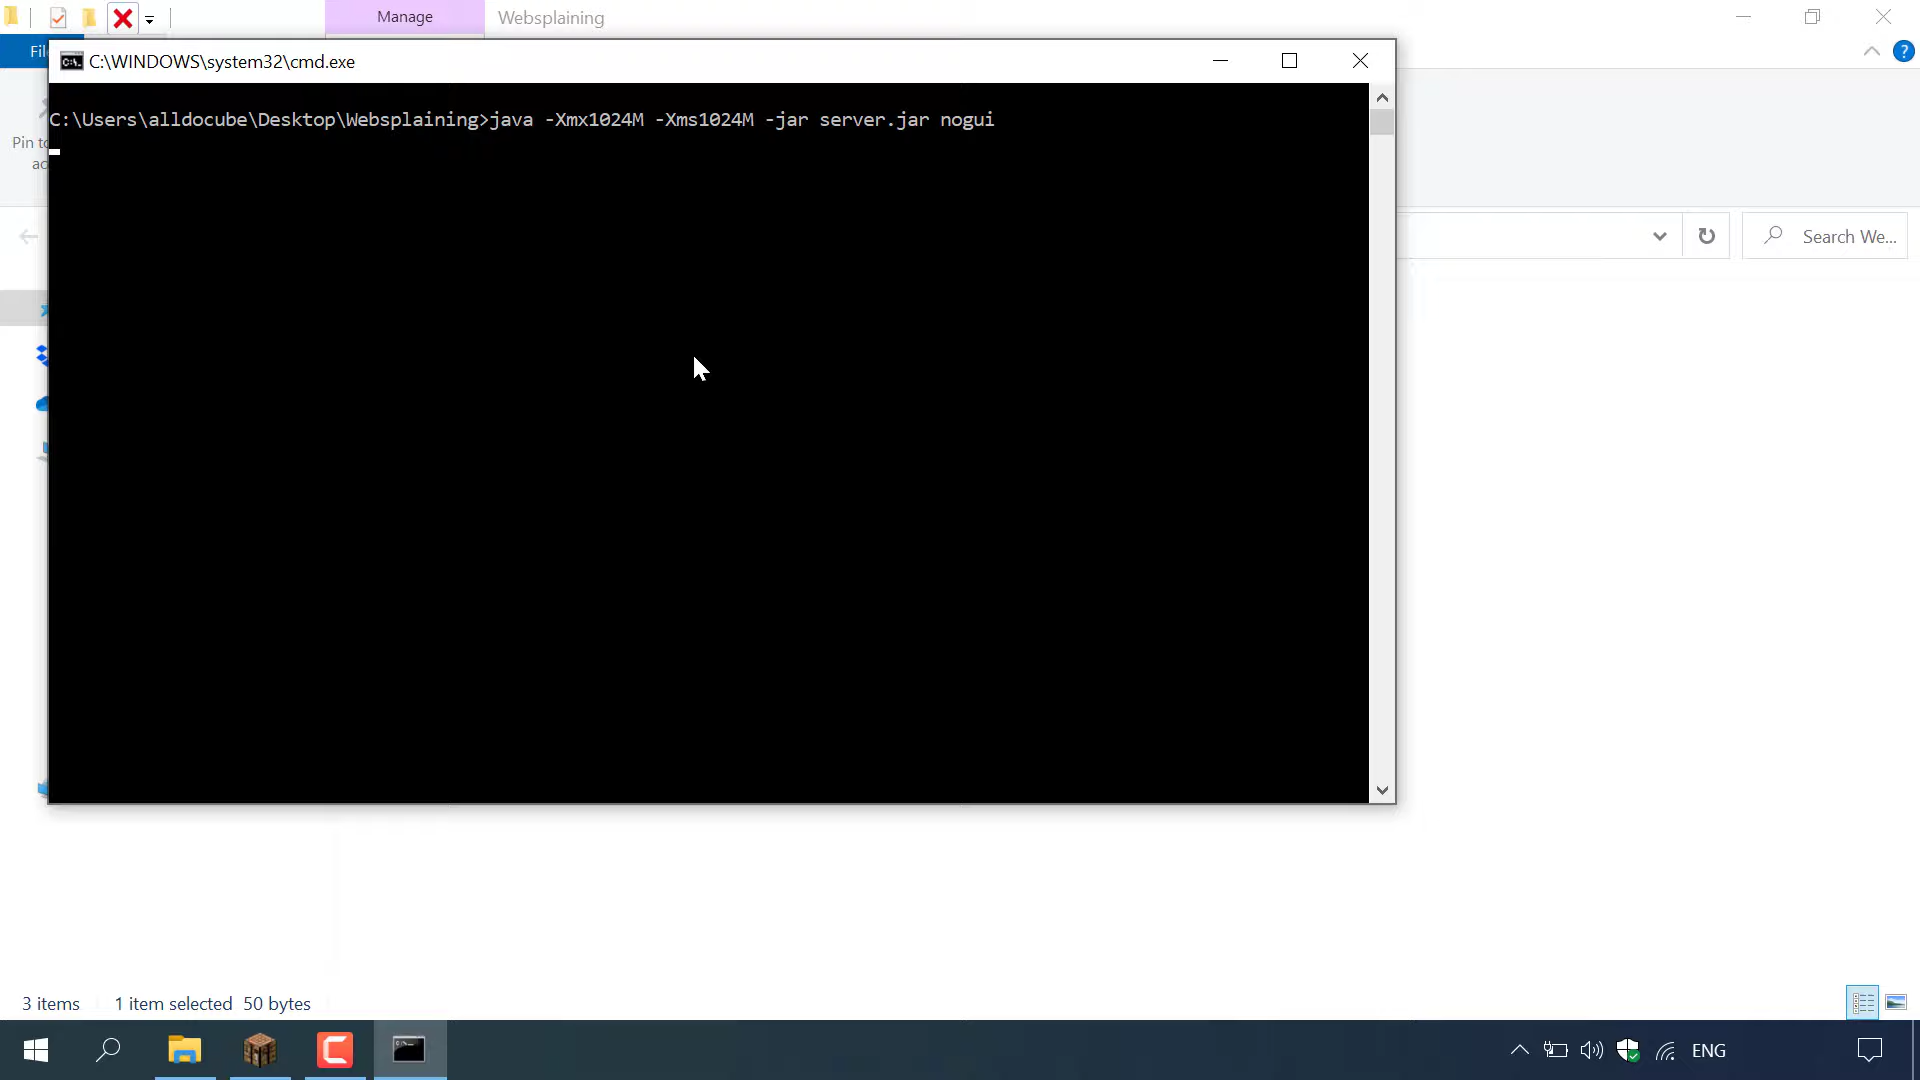 Manage
Websplaining
Fil
C:\WINDOWS\system32\cmd.exe
C:\Users\alldocube\Desktop\Websplaining>java -Xmx1024M -Xms1024M -jar server.jar nogui
Pin to
ac
Search We...
3 items 1 item selected 50 bytes
ENG